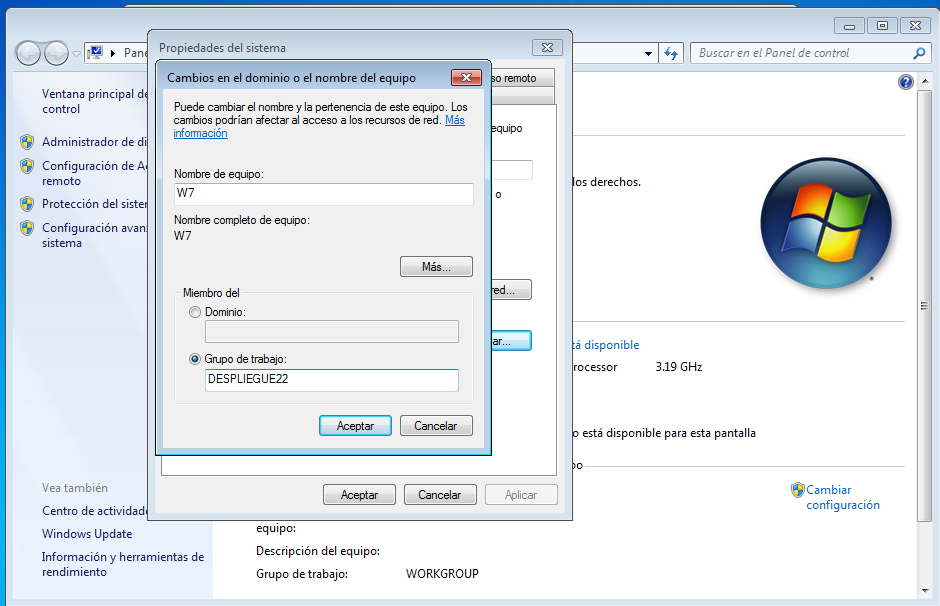 Buscar en el Panel de control
Pane
Ventana principal de
control
Administrador de di
Configuración de Ac
remoto
Protección del sister
Configuración avan
sistema
Vea también
Centro de actividade
Windows Update
Información y herramientas de
rendimiento
Propiedades del sistema
so remoto
equipo
o
red...
ar...
Aceptar
Cancelar
Aplicar
Cambios en el dominio o el nombre del equipo
Puede cambiar el nombre y la pertenencia de este equipo. Los
cambios podrían afectar al acceso a los recursos de red. Más
información
Nombre de equipo:
W7
Nombre completo de equipo:
W7
Más...
Miembro del
Dominio:
Grupo de trabajo:
DESPLIEGUE22
Aceptar
Cancelar
los derechos.
tá disponible
rocessor 3.19 GHz
o está disponible para esta pantalla
po
Cambiar
configuración
equipo:
Descripción del equipo:
Grupo de trabajo: WORKGROUP